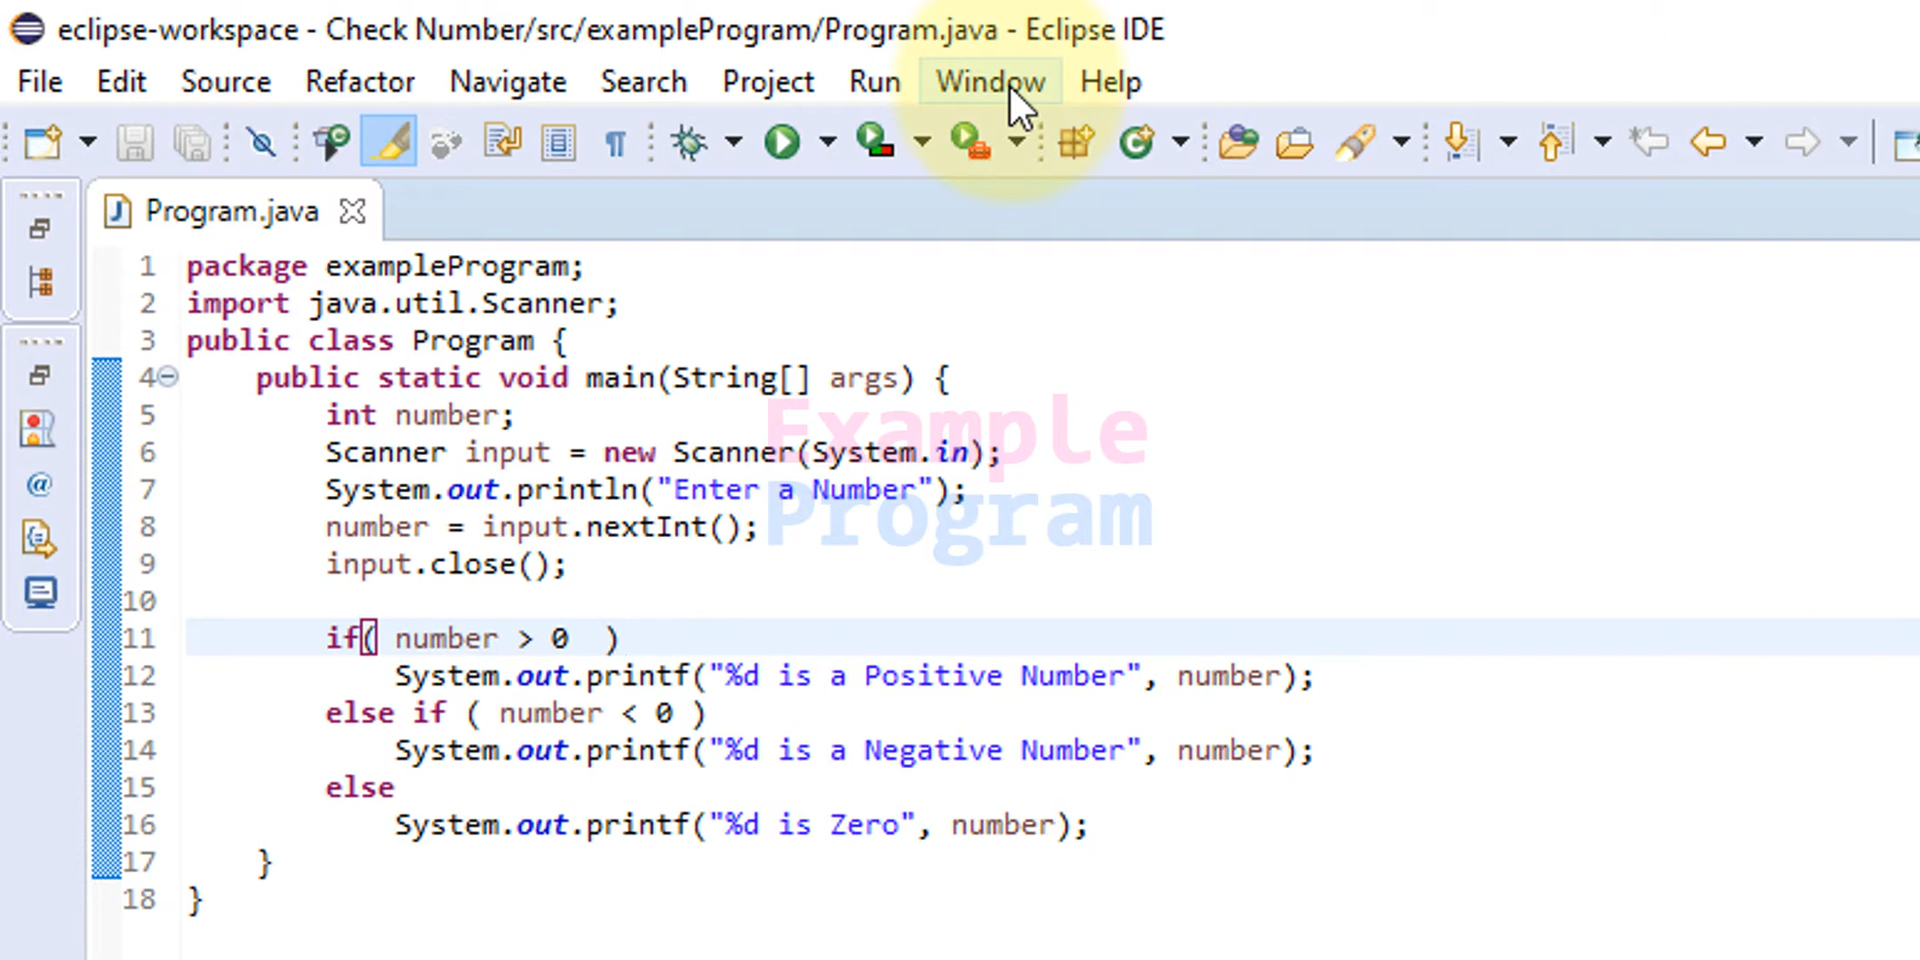 eclipse-workspace - Check Number/src/exampleProgram/Program.java - Eclipse IDE
File Edit Source Refactor Navigate Search Project Run Window Help
Program.java
1 package exampleProgram;
2 import java.util.Scanner;
3 public class Program {
4 public static void main(String[] args) {
5 int number;
6 Scanner input = new Scanner(System.in);
7 System.out.println("Enter a Number");
8 number = input.nextInt();
9 input.close();
10
11 if( number > 0  )
12 System.out.printf("%d is a Positive Number", number);
13 else if ( number < 0 )
14 System.out.printf("%d is a Negative Number", number);
15 else
16 System.out.printf("%d is Zero", number);
17 }
18 }
Example
Program